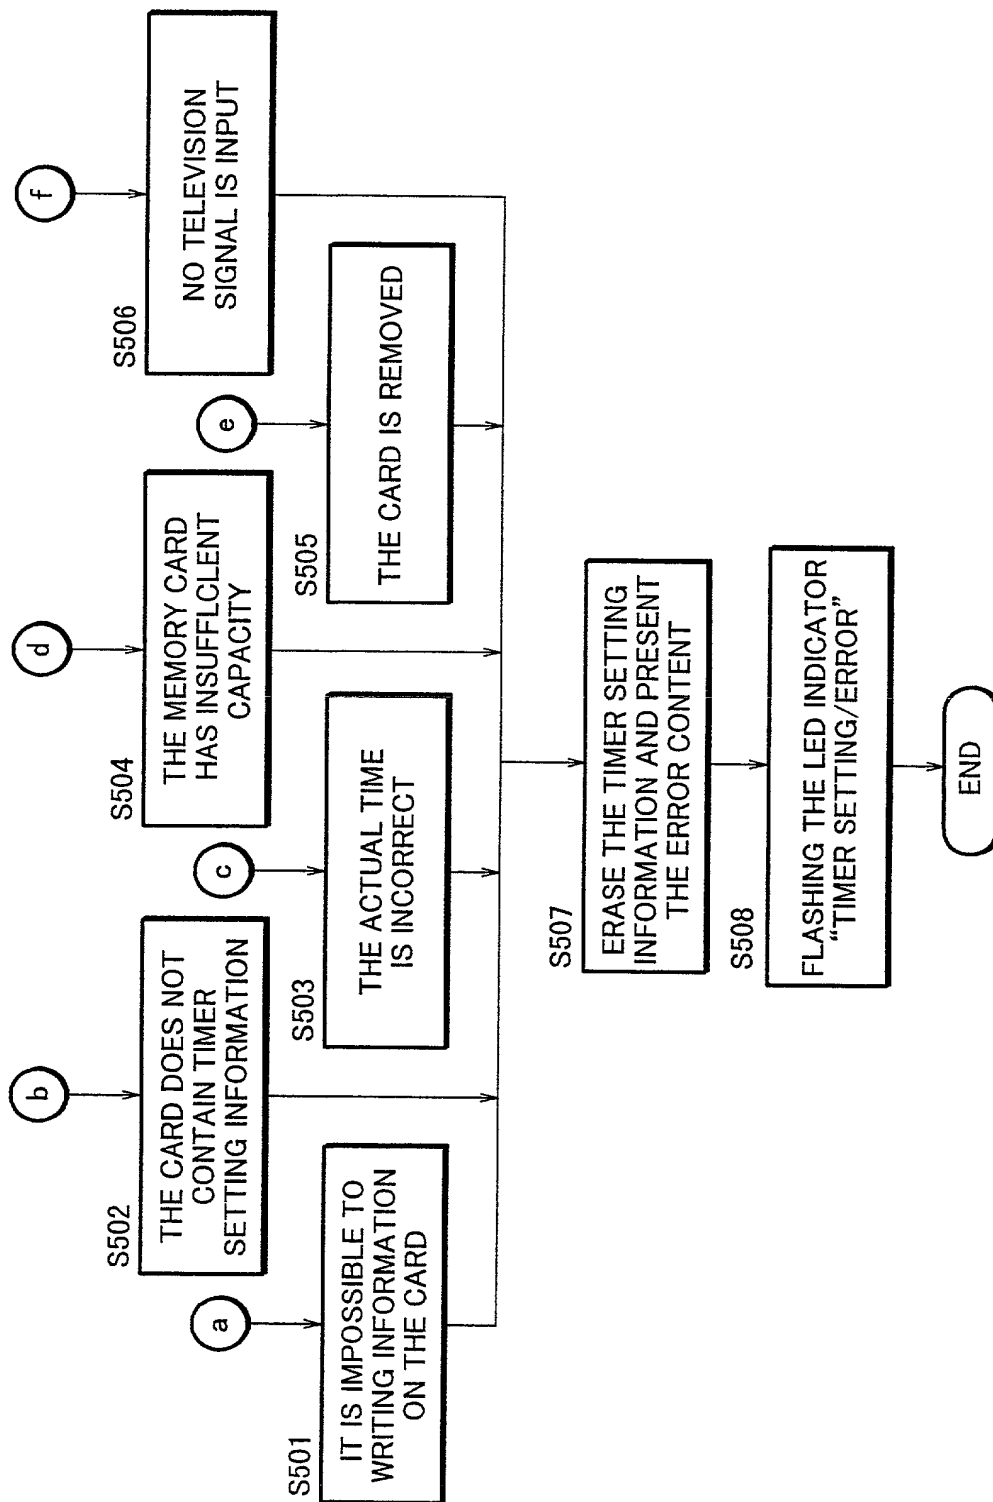 a
S501
IT IS IMPOSSIBLE TO
WRITING INFORMATION
ON THE CARD
b
S502
THE CARD DOES NOT
CONTAIN TIMER
SETTING INFORMATION
c
S503
THE ACTUAL TIME
IS INCORRECT
d
S504
THE MEMORY CARD
HAS INSUFFLCLENT
CAPACITY
e
S505
THE CARD IS REMOVED
f
S506
NO TELEVISION
SIGNAL IS INPUT
S507
ERASE THE TIMER SETTING
INFORMATION AND PRESENT
THE ERROR CONTENT
S508
FLASHING THE LED INDICATOR
“TIMER SETTING/ERROR”
END